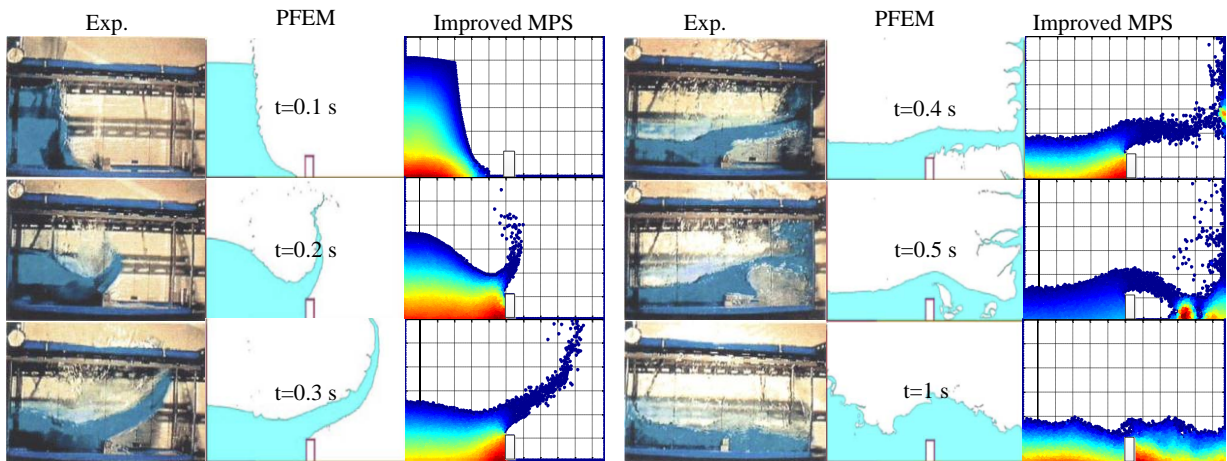 Exp. PFEM Improved MPS
t=0.1 s
t=0.2 s
t=0.3 s
Exp. PFEM Improved MPS
t=0.4 s
t=0.5 s
t=1 s